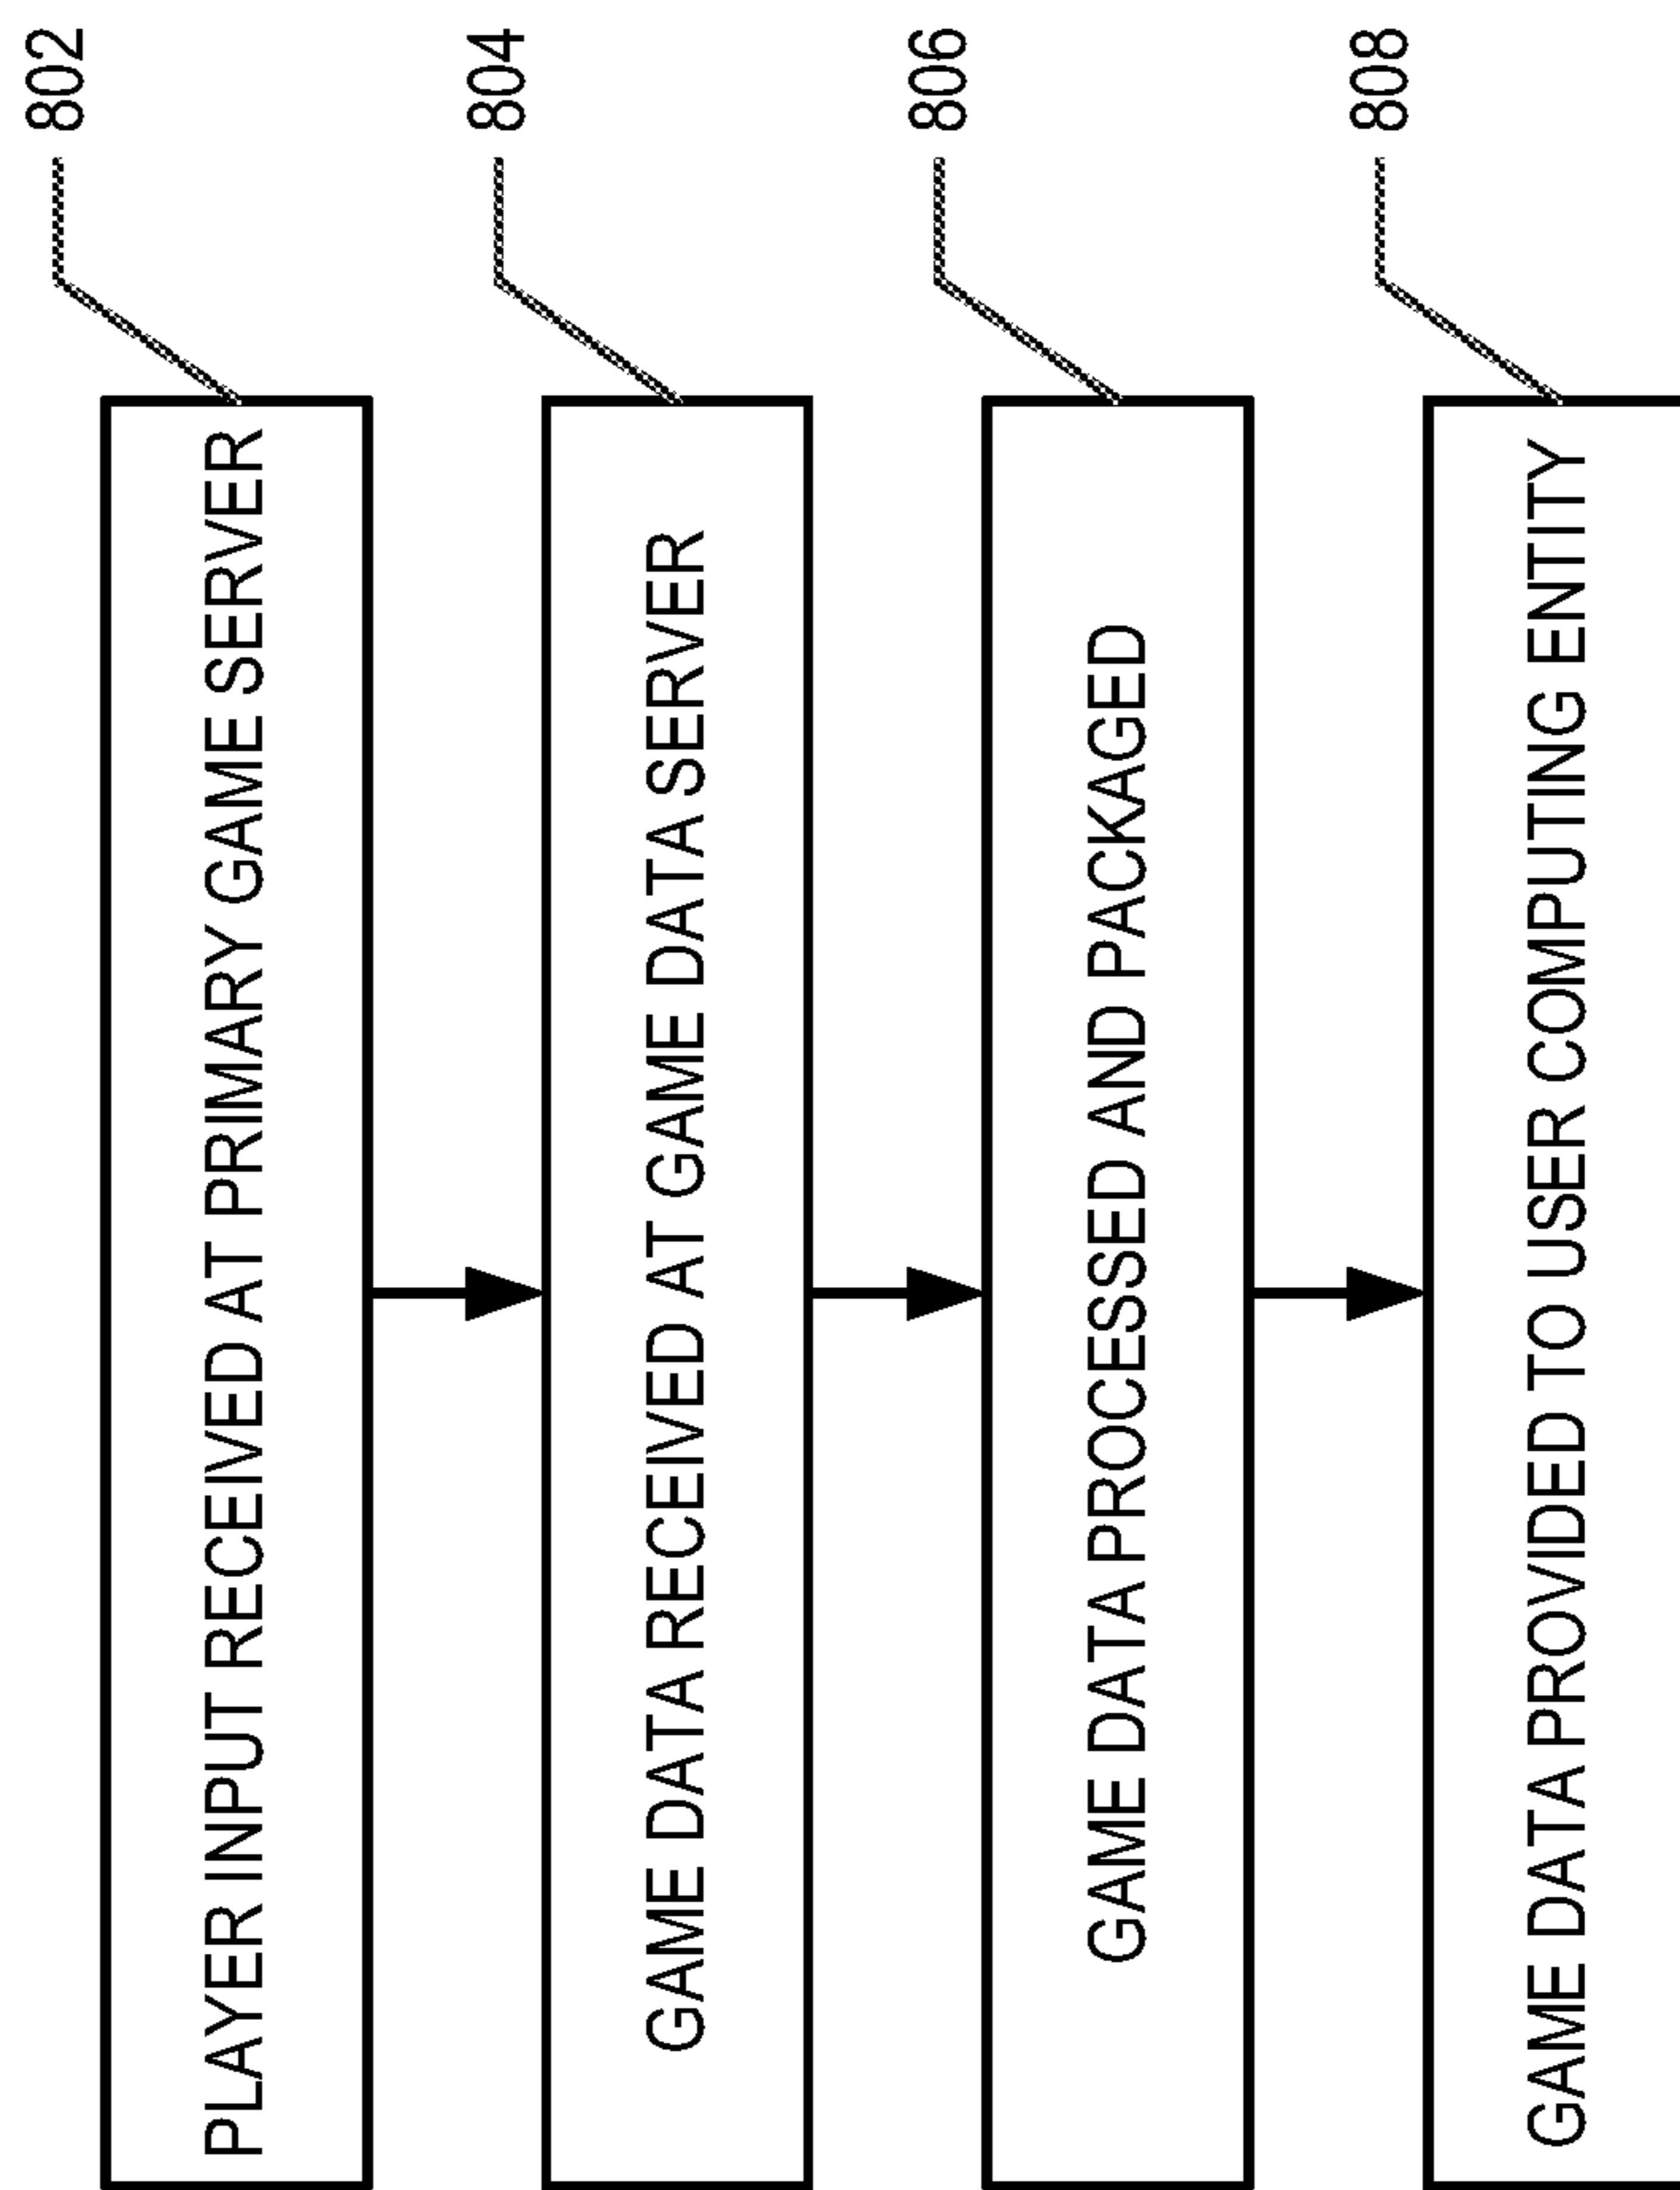 802
PLAYER INPUT RECEIVED AT PRIMARY GAME SERVER
804
GAME DATA RECEIVED AT GAME DATA SERVER
806
GAME DATA PROCESSED AND PACKAGED
808
GAME DATA PROVIDED TO USER COMPUTING ENTITY